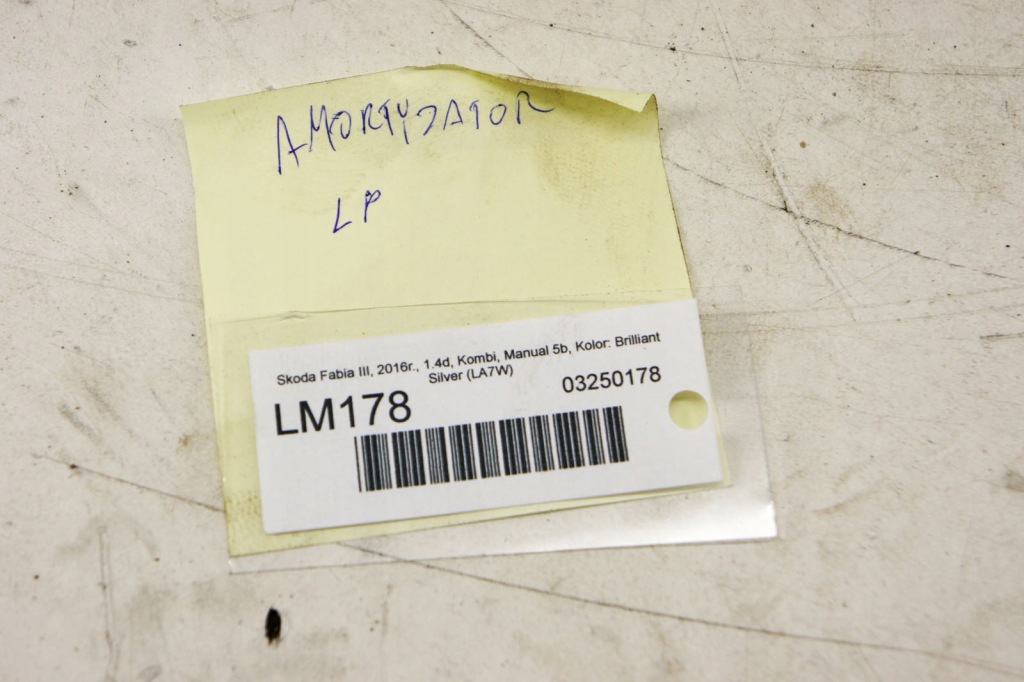 AMORTYZATOR
LP
Skoda Fabia III, 2016r., 1.4d, Kombi, Manual 5b, Kolor: Brilliant
Silver (LA7W)
LM178
03250178